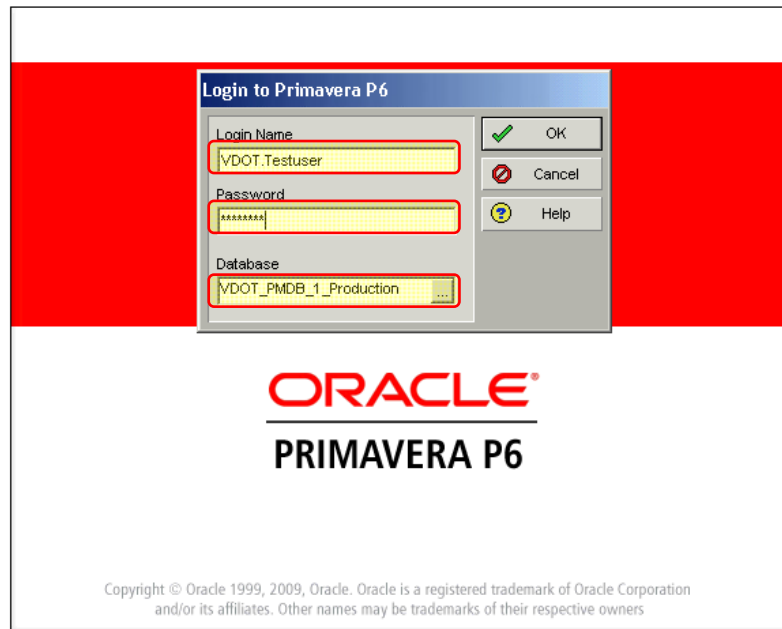 Login to Primavera P6
Login Name
VDOT.Testuser
Password
********
Database
VDOT_PMDB_1_Production
...
OK
Cancel
? Help
ORACLE®
PRIMAVERA P6
Copyright © Oracle 1999, 2009, Oracle. Oracle is a registered trademark of Oracle Corporation
and/or its affiliates. Other names may be trademarks of their respective owners